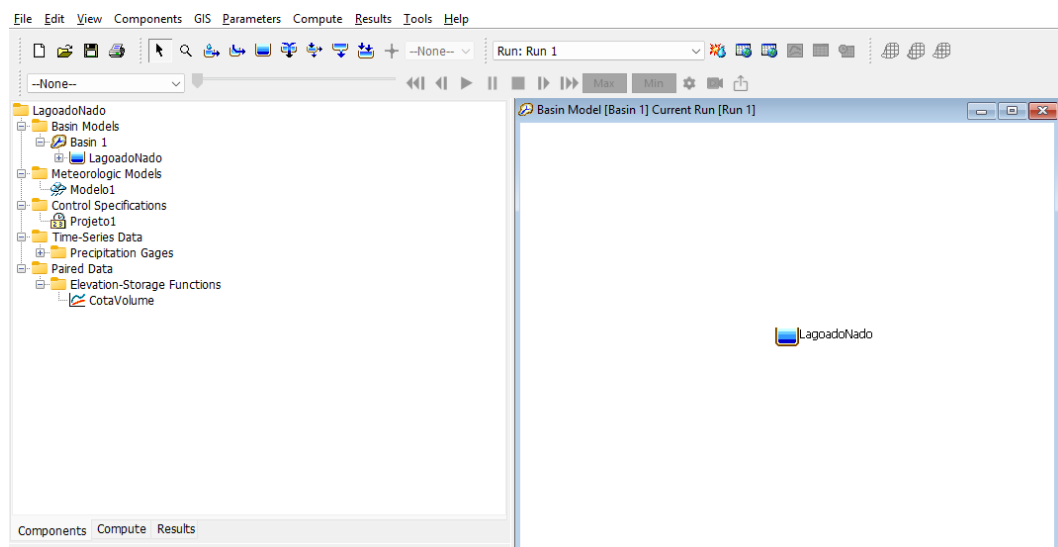 File Edit View Components GIS Parameters Compute Results Tools Help
--None-- Run: Run 1
--None-- Max Min
LagoadoNado
Basin Models
Basin 1
LagoadoNado
Meteorologic Models
Modelo1
Control Specifications
Projeto1
Time-Series Data
Precipitation Gages
Paired Data
Elevation-Storage Functions
CotaVolume
Components Compute Results
Basin Model [Basin 1] Current Run [Run 1]
LagoadoNado